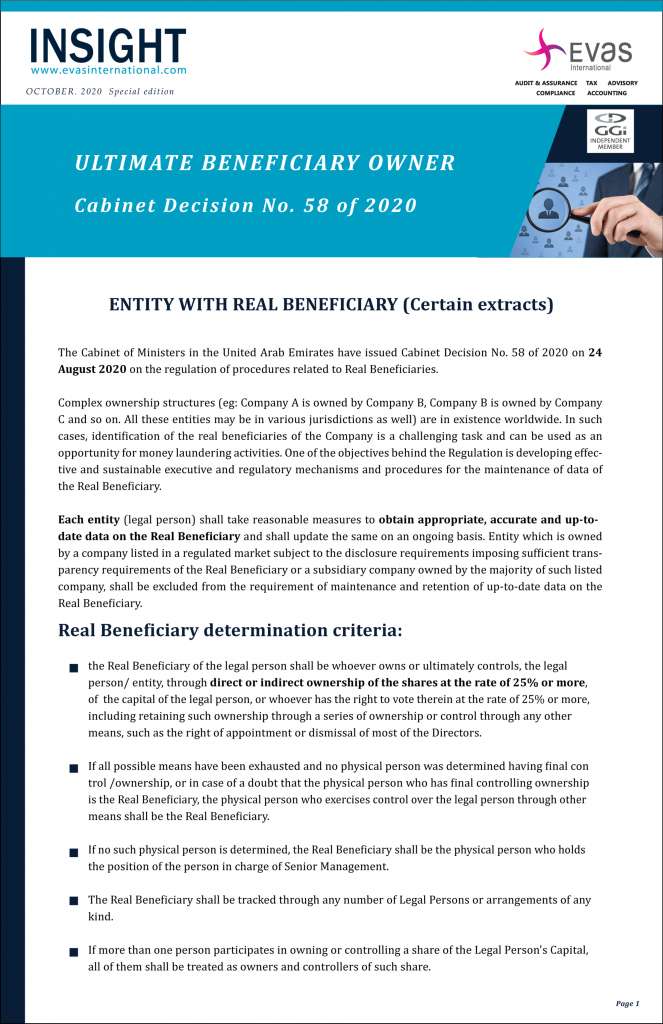 INSIGHT
www.evasinternational.com
OCTOBER. 2020 Special edition
Evas
International
AUDIT & ASSURANCE TAX ADVISORY
COMPLIANCE ACCOUNTING
GGi
INDEPENDENT
MEMBER
ULTIMATE BENEFICIARY OWNER
Cabinet Decision No. 58 of 2020
ENTITY WITH REAL BENEFICIARY (Certain extracts)
The Cabinet of Ministers in the United Arab Emirates have issued Cabinet Decision No. 58 of 2020 on 24
August 2020 on the regulation of procedures related to Real Beneficiaries.
Complex ownership structures (eg: Company A is owned by Company B, Company B is owned by Company
C and so on. All these entities may be in various jurisdictions as well) are in existence worldwide. In such
cases, identification of the real beneficiaries of the Company is a challenging task and can be used as an
opportunity for money laundering activities. One of the objectives behind the Regulation is developing effec-
tive and sustainable executive and regulatory mechanisms and procedures for the maintenance of data of
the Real Beneficiary.
Each entity (legal person) shall take reasonable measures to obtain appropriate, accurate and up-to-
date data on the Real Beneficiary and shall update the same on an ongoing basis. Entity which is owned
by a company listed in a regulated market subject to the disclosure requirements imposing sufficient trans-
parency requirements of the Real Beneficiary or a subsidiary company owned by the majority of such listed
company, shall be excluded from the requirement of maintenance and retention of up-to-date data on the
Real Beneficiary.
Real Beneficiary determination criteria:
the Real Beneficiary of the legal person shall be whoever owns or ultimately controls, the legal
person/ entity, through direct or indirect ownership of the shares at the rate of 25% or more,
of the capital of the legal person, or whoever has the right to vote therein at the rate of 25% or more,
including retaining such ownership through a series of ownership or control through any other
means, such as the right of appointment or dismissal of most of the Directors.
If all possible means have been exhausted and no physical person was determined having final con
trol /ownership, or in case of a doubt that the physical person who has final controlling ownership
is the Real Beneficiary, the physical person who exercises control over the legal person through other
means shall be the Real Beneficiary.
If no such physical person is determined, the Real Beneficiary shall be the physical person who holds
the position of the person in charge of Senior Management.
The Real Beneficiary shall be tracked through any number of Legal Persons or arrangements of any
kind.
If more than one person participates in owning or controlling a share of the Legal Person's Capital,
all of them shall be treated as owners and controllers of such share.
Page 1